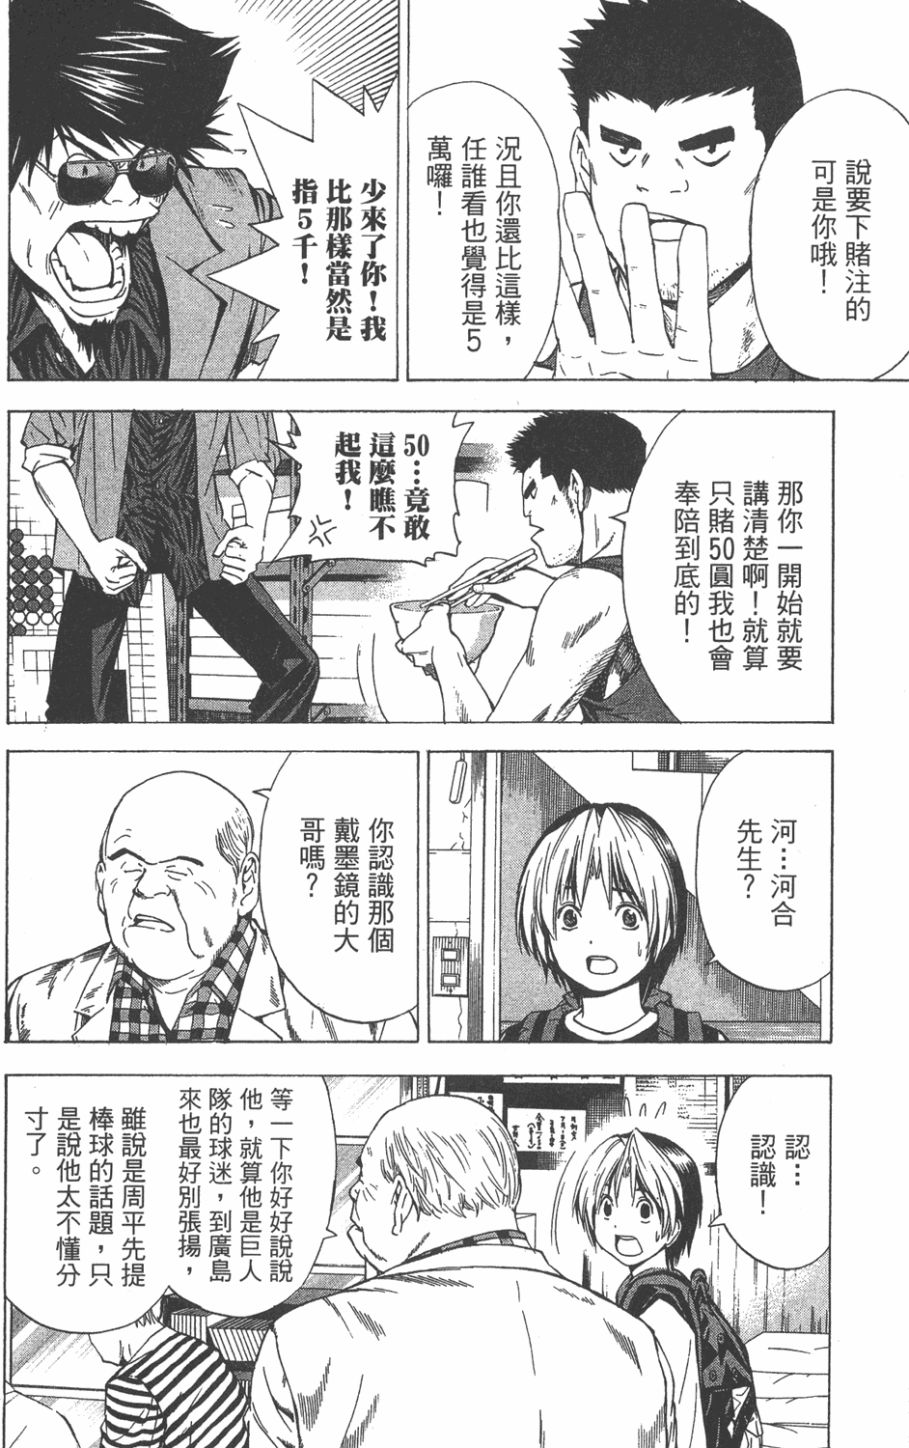 說要下賭注的
可是你哦！
況且你還比這樣，
任誰看也覺得是5
萬囉！
少來了你！我
比那樣當然是
指5千！
那你一開始就要
講清楚啊！就算
只賭50圓我也會
奉陪到底的！
50…竟敢
這麼瞧不
起我！
河…河合
先生？
你認識那個
戴墨鏡的大
哥嗎？
認…
認識！
等一下你好好說說
他，就算他是巨人
隊的球迷，到廣島
來也最好別張揚，
雖說是周平先提
棒球的話題，只
是說他太不懂分
寸了。